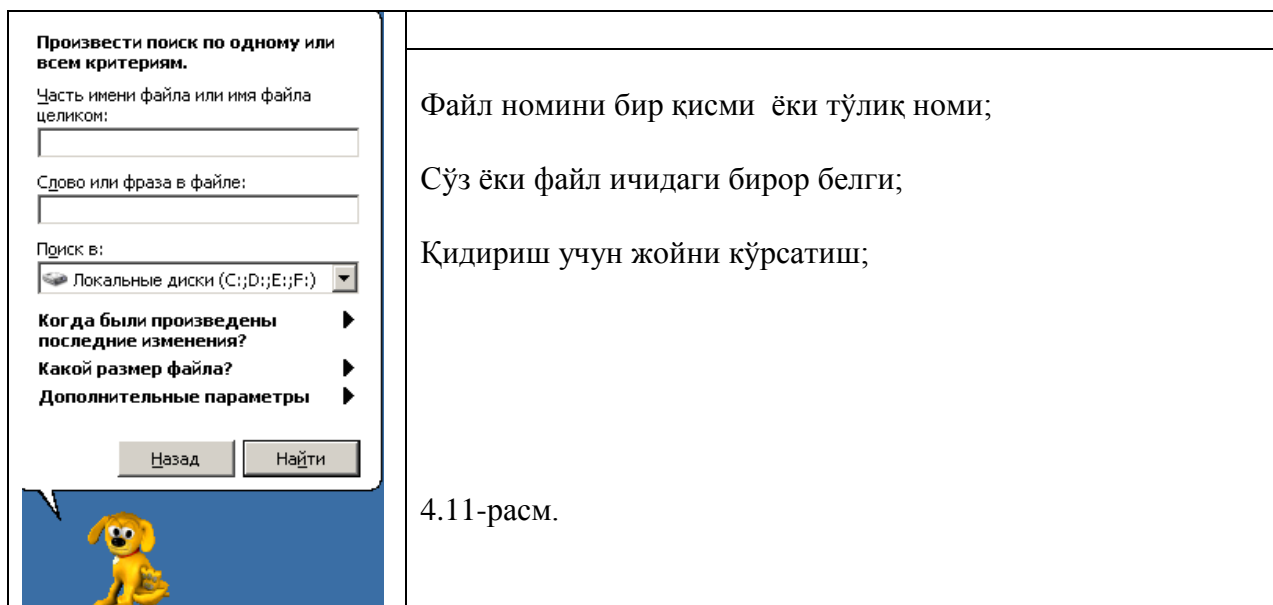 Произвести поиск по одному или
всем критериям.
Часть имени файла или имя файла
целиком:
Слово или фраза в файле:
Поиск в:
Локальные диски (C:;D:;E:;F:)
Когда были произведены
последние изменения?
Какой размер файла?
Дополнительные параметры
Назад
Найти
Файл номини бир қисми ёки тўлиқ номи;
Сўз ёки файл ичидаги бирор белги;
Қидириш учун жойни кўрсатиш;
4.11-расм.